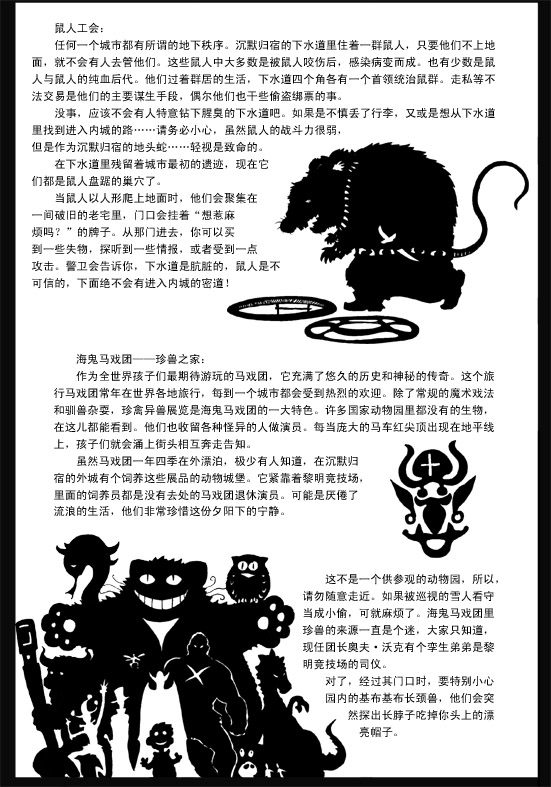 鼠人工会：
任何一个城市都有所谓的地下秩序。沉默归宿的下水道里住着一群鼠人，只要他们不上地
面，就不会有人去管他们。这些鼠人中大多数是被鼠人咬伤后，感染病变而成。也有少数是鼠
人与鼠人的纯血后代。他们过着群居的生活，下水道四个角各有一个首领统治鼠群。走私等不
法交易是他们的主要谋生手段，偶尔他们也干些偷盗绑票的事。
没事，应该不会有人特意钻下腥臭的下水道吧。如果是不慎丢了行李，又或是想从下水道
里找到进入内城的路……请务必小心，虽然鼠人的战斗力很弱，
但是作为沉默归宿的地头蛇……轻视是致命的。
在下水道里残留着城市最初的遗迹，现在它
们都是鼠人盘踞的巢穴了。
当鼠人以人形爬上地面时，他们会聚集在
一间破旧的老宅里，门口会挂着“想惹麻
烦吗？”的牌子。从那门进去，你可以买
到一些失物，探听到一些情报，或者受到一点
攻击。警卫会告诉你，下水道是肮脏的，鼠人是不
可信的，下面绝不会有进入内城的密道！
海鬼马戏团——珍兽之家：
作为全世界孩子们最期待游玩的马戏团，它充满了悠久的历史和神秘的传奇。这个旅
行马戏团常年在世界各地旅行，每到一个城市都会受到热烈的欢迎。除了常规的魔术戏法
和驯兽杂耍，珍禽异兽展览是海鬼马戏团的一大特色。许多国家动物园里都没有的生物，
在这儿都能看到。他们也收留各种怪异的人做演员。每当庞大的马车红尖顶出现在地平线
上，孩子们就会涌上街头相互奔走告知。
虽然马戏团一年四季在外漂泊，极少有人知道，在沉默归
宿的外城有个饲养这些展品的动物城堡。它紧靠着黎明竞技场，
里面的饲养员都是没有去处的马戏团退休演员。可能是厌倦了
流浪的生活，他们非常珍惜这份夕阳下的宁静。
这不是一个供参观的动物园，所以，
请勿随意走近。如果被巡视的雪人看守
当成小偷，可就麻烦了。海鬼马戏团里
珍兽的来源一直是个迷，大家只知道，
现任团长奥夫·沃克有个孪生弟弟是黎
明竞技场的司仪。
对了，经过其门口时，要特别小心
园内的基布基布长颈兽，他们会突
然探出长脖子吃掉你头上的漂
亮帽子。